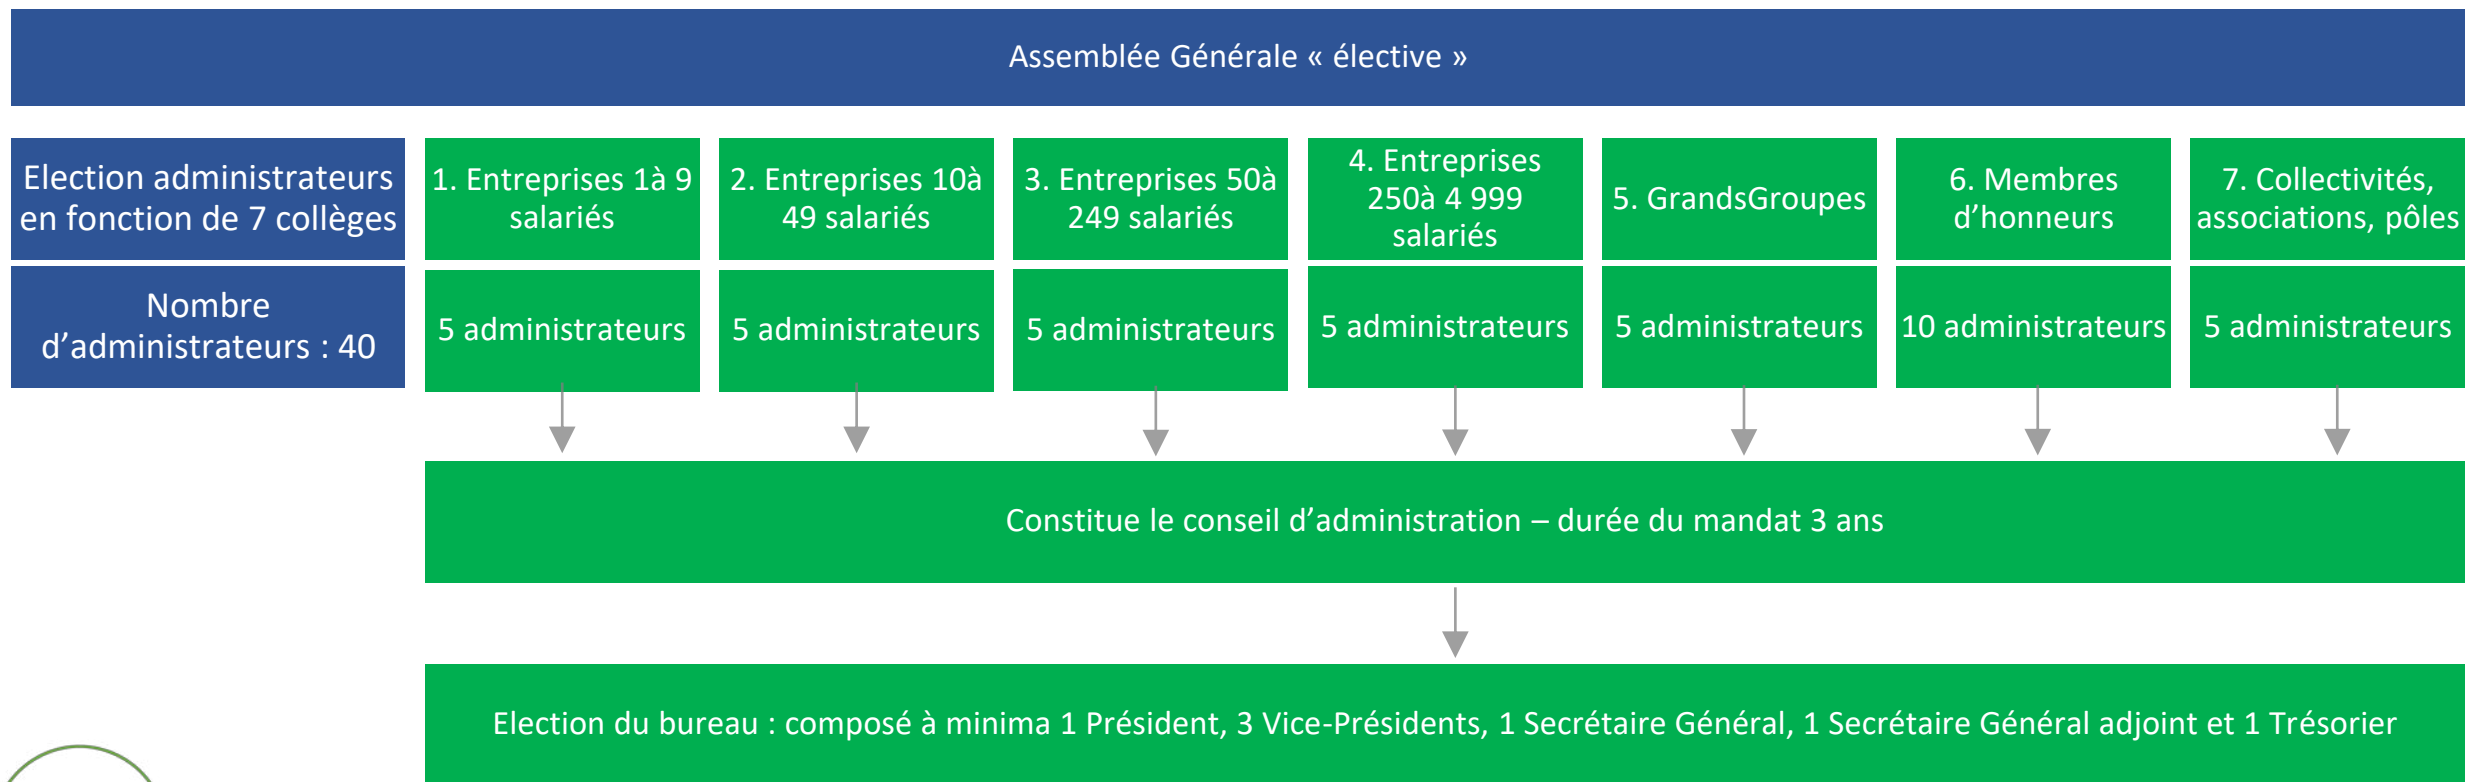 Assemblée Générale « élective »
Election administrateurs
en fonction de 7 collèges
1. Entreprises 1à 9
salariés
2. Entreprises 10à
49 salariés
3. Entreprises 50à
249 salariés
4. Entreprises
250à 4 999
salariés
5. GrandsGroupes
6. Membres
d’honneurs
7. Collectivités,
associations, pôles
Nombre
d’administrateurs : 40
5 administrateurs
5 administrateurs
5 administrateurs
5 administrateurs
5 administrateurs
10 administrateurs
5 administrateurs
Constitue le conseil d’administration – durée du mandat 3 ans
Election du bureau : composé à minima 1 Président, 3 Vice-Présidents, 1 Secrétaire Général, 1 Secrétaire Général adjoint et 1 Trésorier